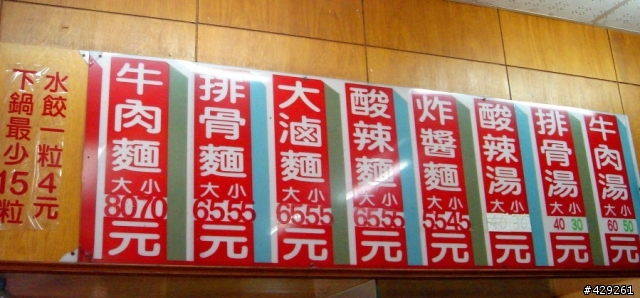 水餃一粒4元
下鍋最少15粒
牛肉麵
大小
8070
元
排骨麵
大小
6555
元
大滷麵
大小
6555
元
酸辣麵
大小
6555
元
炸醬麵
大小
5545
元
酸辣湯
大小
元
排骨湯
大小
40 30
元
牛肉湯
大小
60 50
元
#429261